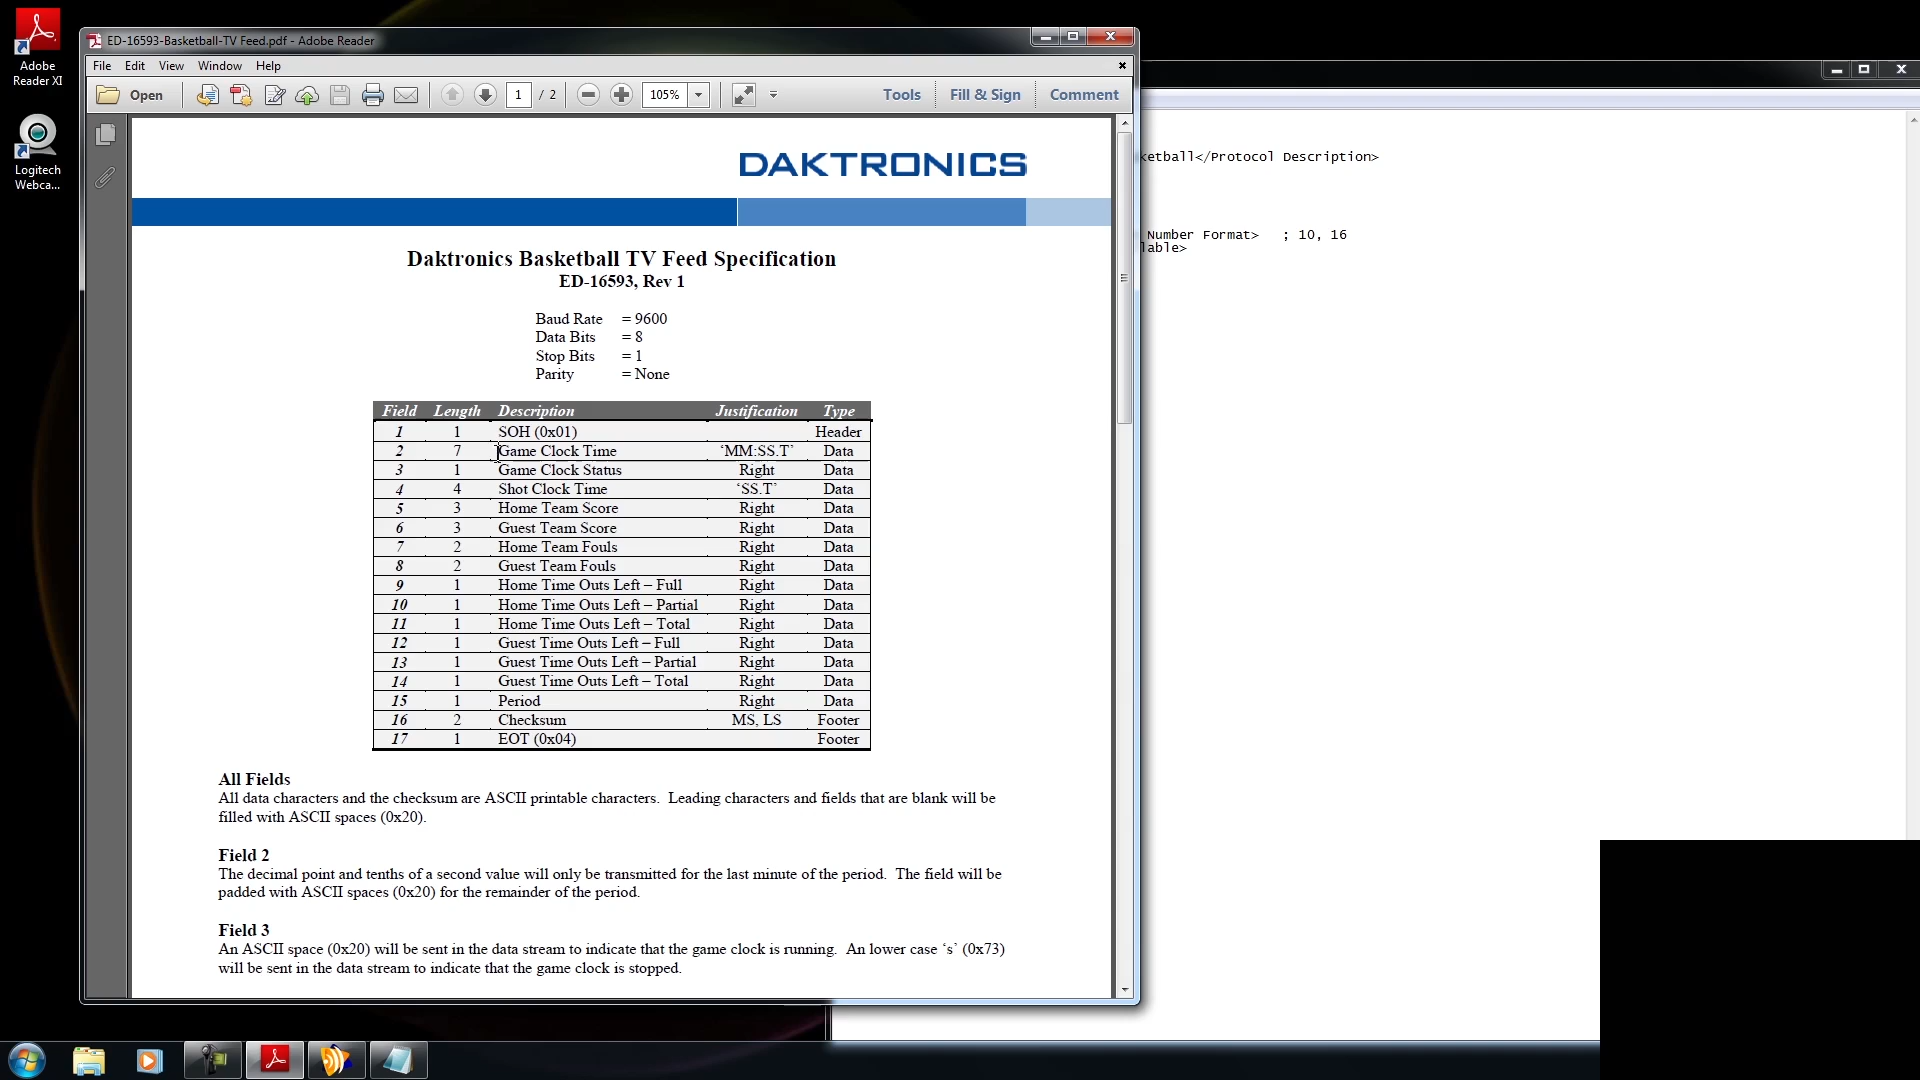 Adobe
Reader XI
Logitech
Webca...
ED-16593-Basketball-TV Feed.pdf - Adobe Reader
File Edit View Window Help
Open 1 / 2 105% Tools Fill & Sign Comment
DAKTRONICS
Daktronics Basketball TV Feed Specification
ED-16593, Rev 1
Baud Rate = 9600
Data Bits = 8
Stop Bits = 1
Parity = None
Field Length Description Justification Type
1 1 SOH (0x01) Header
2 7 Game Clock Time ‘MM:SS.T’ Data
3 1 Game Clock Status Right Data
4 4 Shot Clock Time ‘SS.T’ Data
5 3 Home Team Score Right Data
6 3 Guest Team Score Right Data
7 2 Home Team Fouls Right Data
8 2 Guest Team Fouls Right Data
9 1 Home Time Outs Left – Full Right Data
10 1 Home Time Outs Left – Partial Right Data
11 1 Home Time Outs Left – Total Right Data
12 1 Guest Time Outs Left – Full Right Data
13 1 Guest Time Outs Left – Partial Right Data
14 1 Guest Time Outs Left – Total Right Data
15 1 Period Right Data
16 2 Checksum MS, LS Footer
17 1 EOT (0x04) Footer
All Fields
All data characters and the checksum are ASCII printable characters. Leading characters and fields that are blank will be
filled with ASCII spaces (0x20).
Field 2
The decimal point and tenths of a second value will only be transmitted for the last minute of the period. The field will be
padded with ASCII spaces (0x20) for the remainder of the period.
Field 3
An ASCII space (0x20) will be sent in the data stream to indicate that the game clock is running. An lower case ‘s’ (0x73)
will be sent in the data stream to indicate that the game clock is stopped.
ketball</Protocol Description>
Number Format> ; 10, 16
lable>